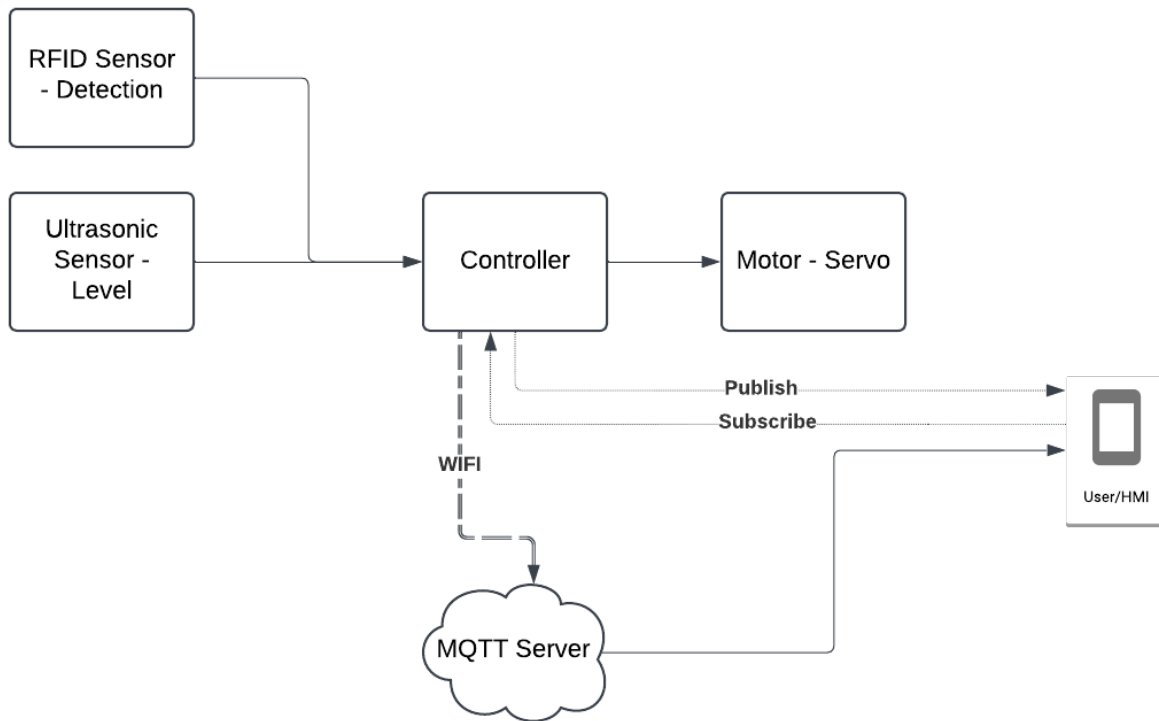 RFID Sensor
- Detection
Ultrasonic
Sensor -
Level
Controller
Motor - Servo
Publish
Subscribe
WIFI
User/HMI
MQTT Server